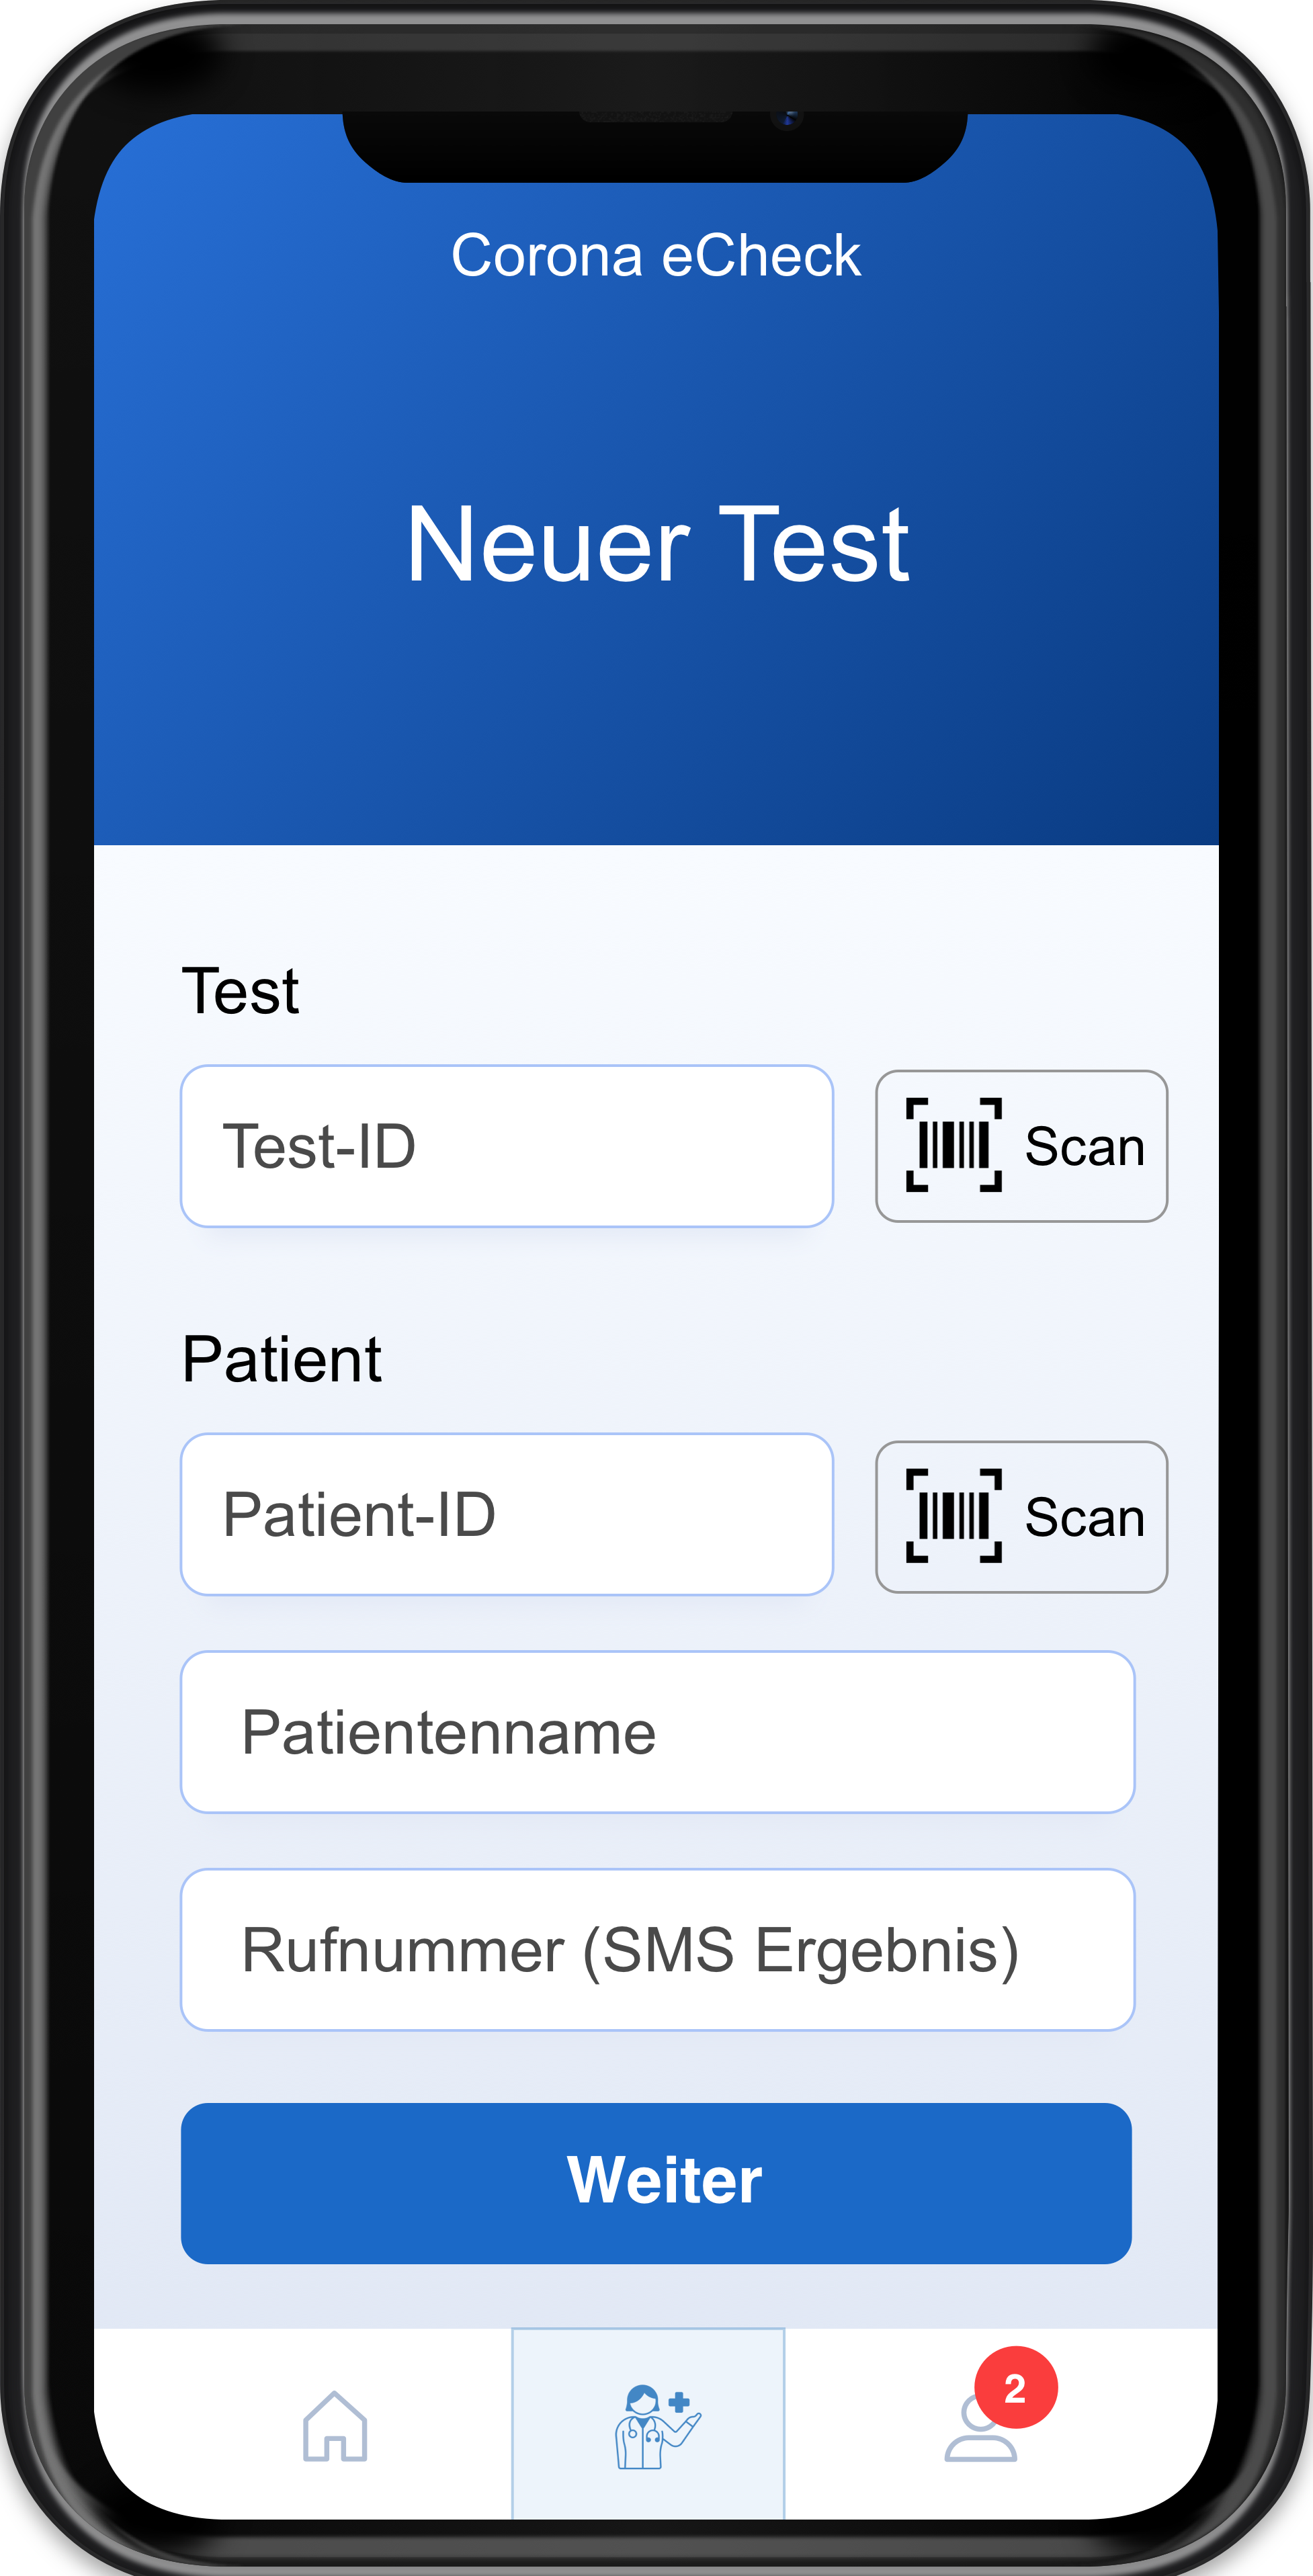 Corona eCheck
Neuer Test
Test
Test-ID
Scan
Patient
Patient-ID
Scan
Patientenname
Rufnummer (SMS Ergebnis)
Weiter
2